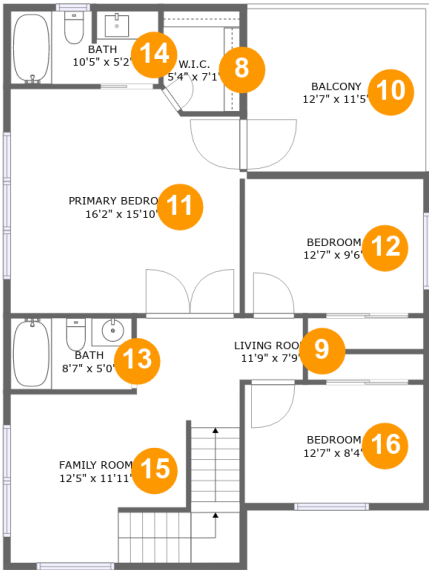 BATH
10'5" x 5'2"
14
W.I.C.
5'4" x 7'1"
8
BALCONY
12'7" x 11'5"
10
PRIMARY BEDRO
16'2" x 15'10"
11
BEDROOM
12'7" x 9'6"
12
BATH
8'7" x 5'0"
13
LIVING ROO
11'9" x 7'9"
9
FAMILY ROOM
12'5" x 11'11"
15
BEDROOM
12'7" x 8'4"
16